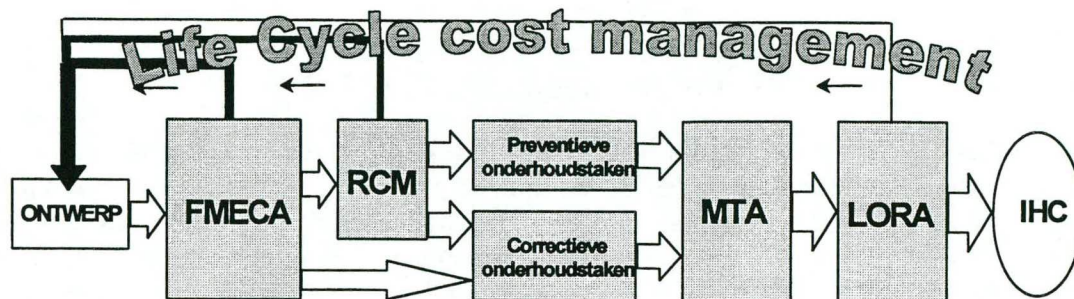 Life Cycle cost management
ONTWERP
FMECA
RCM
Preventieve
onderhoudstaken
Correctieve
onderhoudstaken
MTA
LORA
IHC